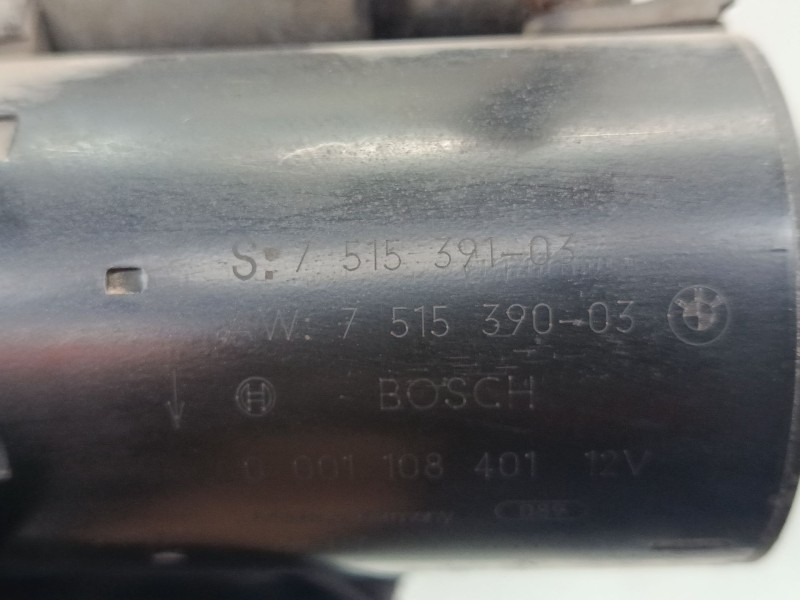 S: 7 515 391-03
W: 7 515 390-03
BOSCH
0 001 108 401 12V